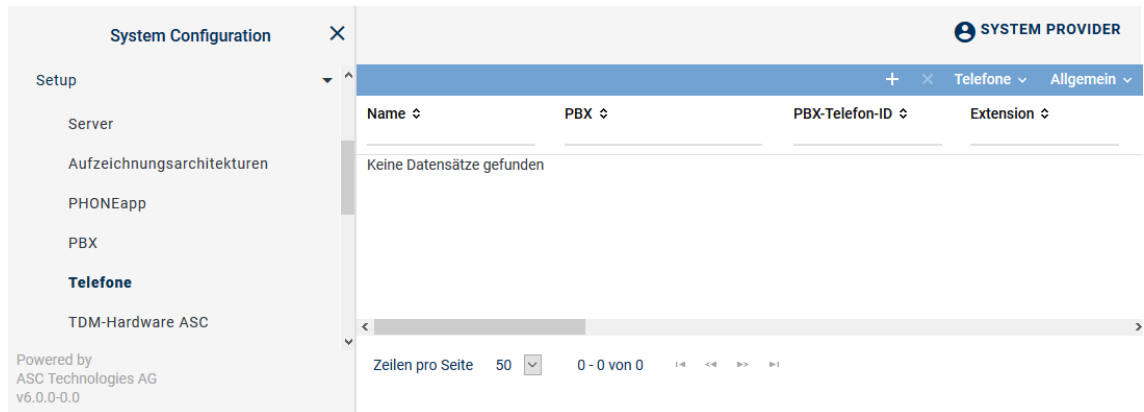 System Configuration
SYSTEM PROVIDER
Setup
Telefone
Allgemein
Name
PBX
PBX-Telefon-ID
Extension
Server
Aufzeichnungsarchitekturen
Keine Datensätze gefunden
PHONEapp
PBX
Telefone
TDM-Hardware ASC
Powered by
ASC Technologies AG
v6.0.0-0.0
Zeilen pro Seite 50
0 - 0 von 0